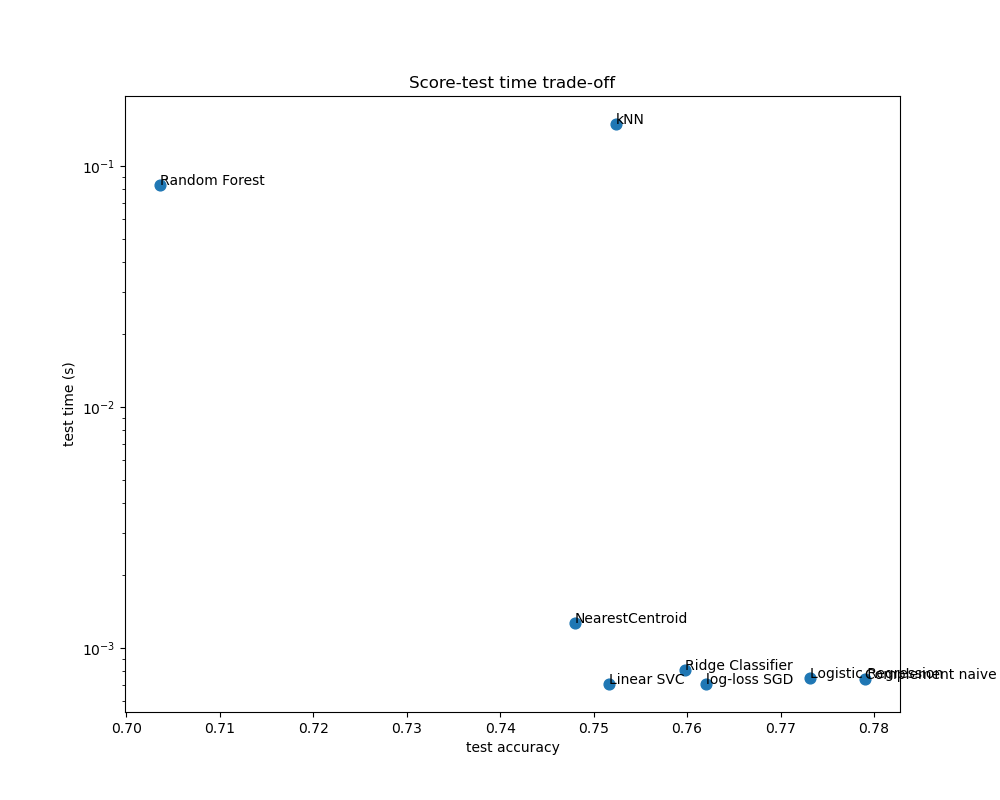 Score-test time trade-off
kNN
10⁻¹
Random Forest
test time (s)
10⁻²
NearestCentroid
10⁻³
Ridge Classifier
Linear SVC
log-loss SGD
Logistic Regression
Complement naive
0.70 0.71 0.72 0.73 0.74 0.75 0.76 0.77 0.78
test accuracy